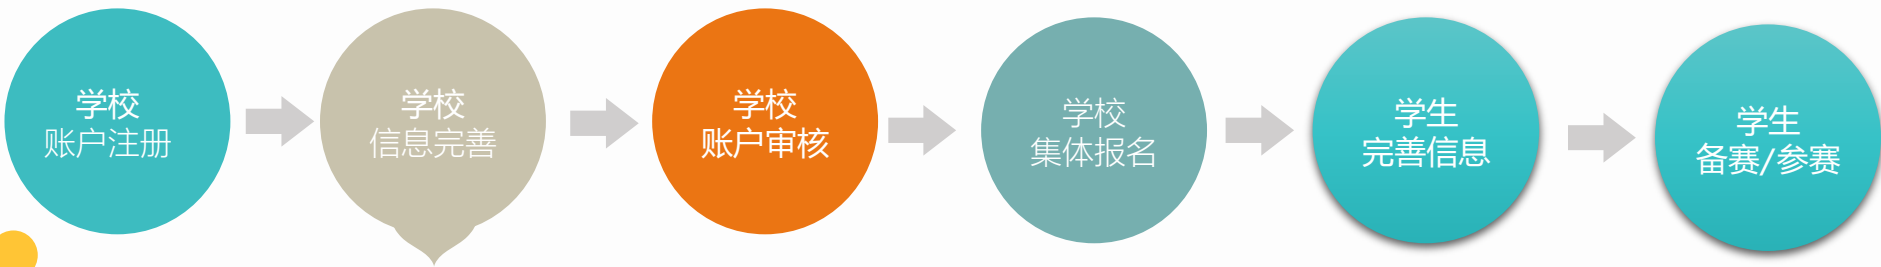 学校
账户注册
学校
信息完善
学校
账户审核
学校
集体报名
学生
完善信息
学生
备赛/参赛